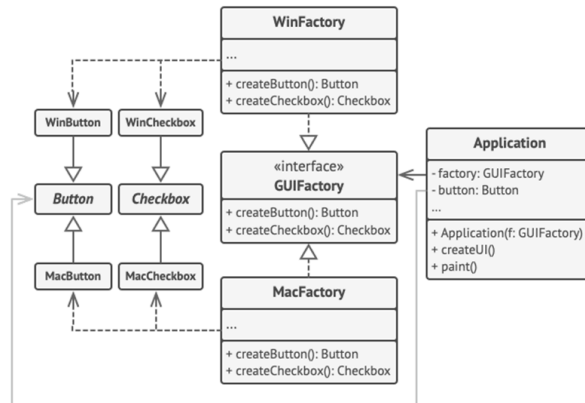 WinFactory
...
+ createButton(): Button
+ createCheckbox(): Checkbox
WinButton
WinCheckbox
Button
Checkbox
MacButton
MacCheckbox
«interface»
GUIFactory
+ createButton(): Button
+ createCheckbox(): Checkbox
Application
- factory: GUIFactory
- button: Button
...
+ Application(f: GUIFactory)
+ createUI()
+ paint()
MacFactory
...
+ createButton(): Button
+ createCheckbox(): Checkbox